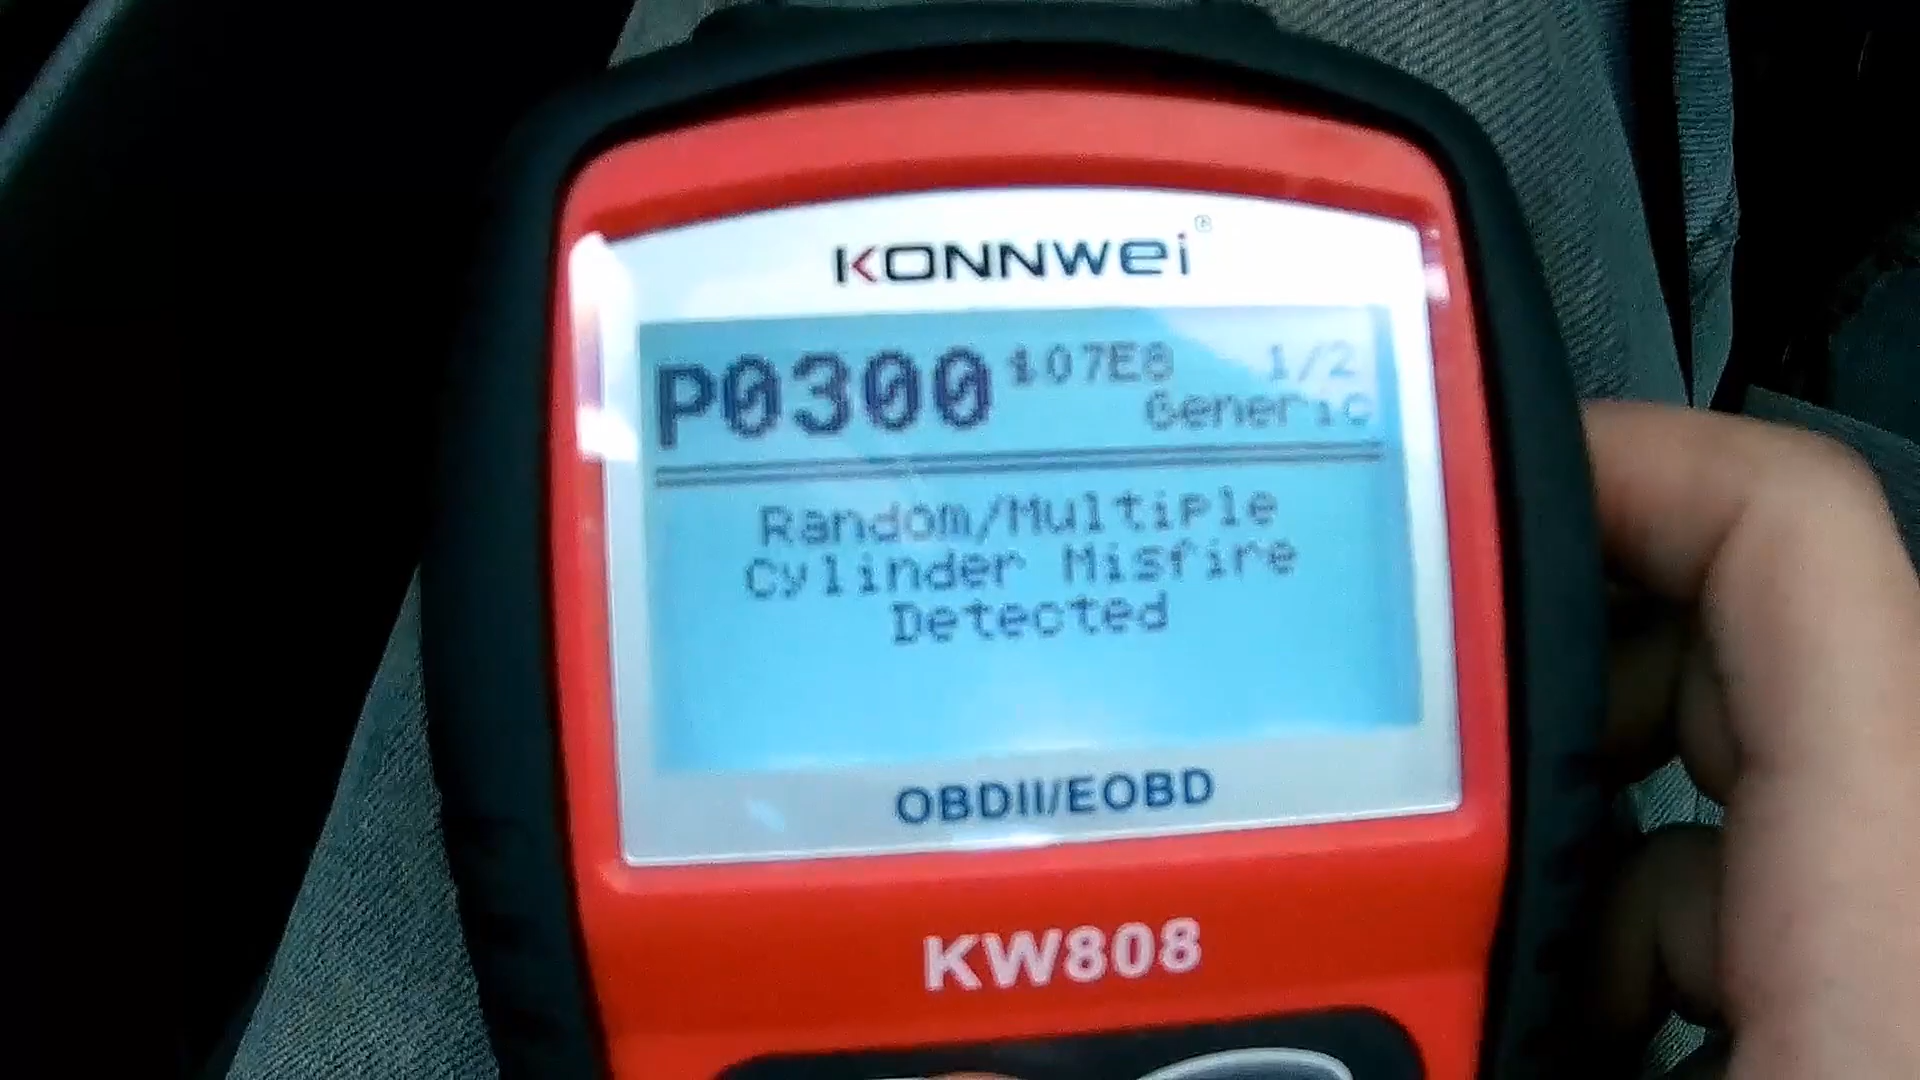 KONNWEI®
P0300 $07E8 1/2
Generic
Random/Multiple
Cylinder Misfire
Detected
OBDII/EOBD
KW808